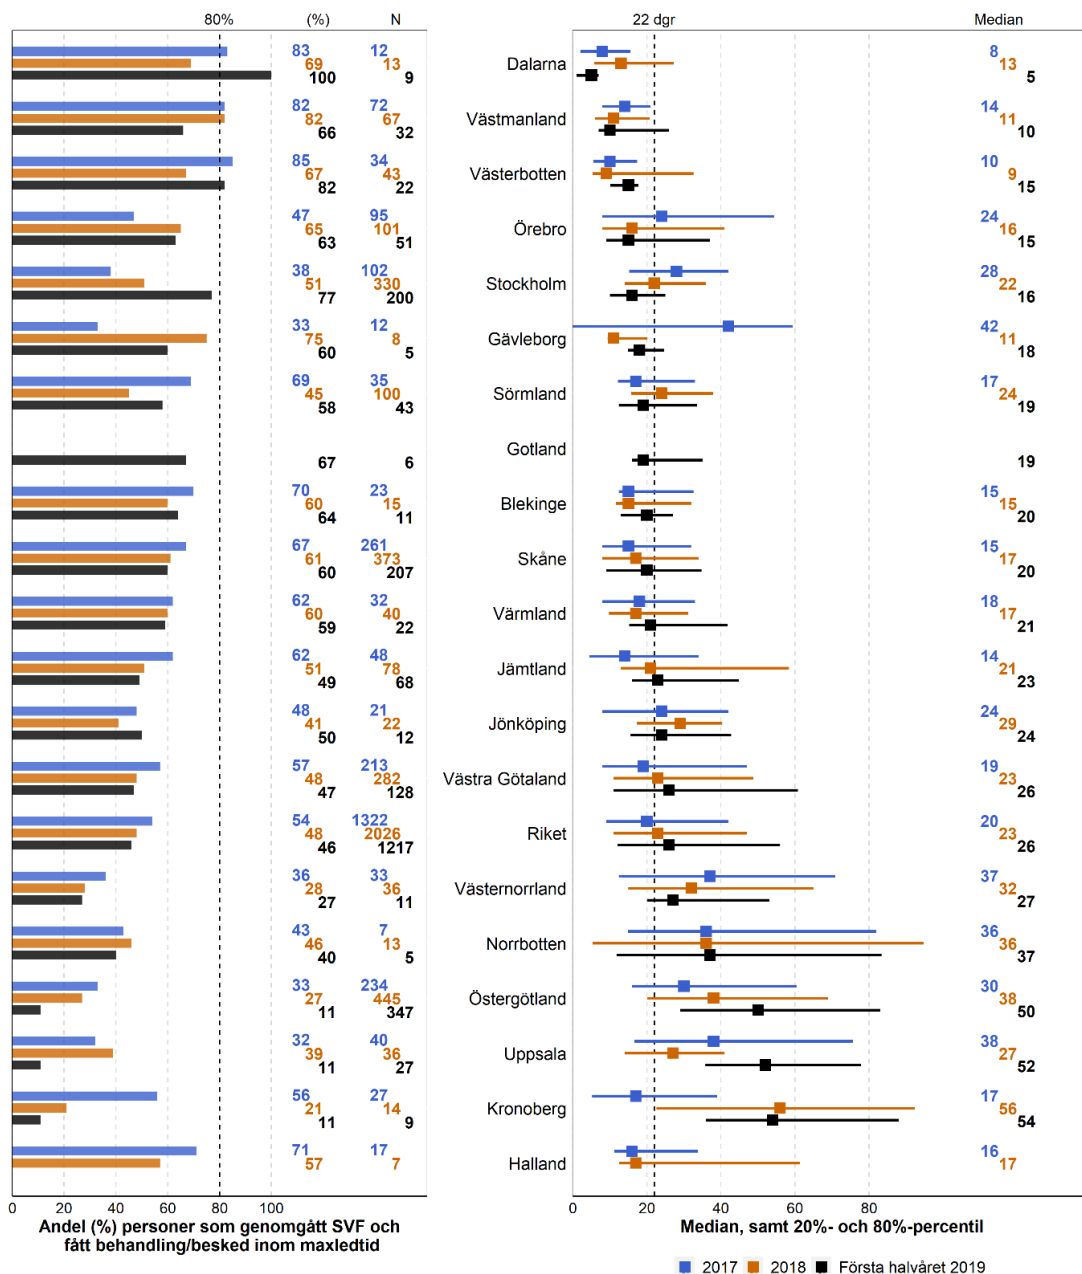 80% (%) N 22 dgr Median
83 12 8
69 13 Dalarna 13
100 9 5
82 72 14
82 67 Västmanland 11
66 32 10
85 34 10
67 43 Västerbotten 9
82 22 15
47 95 24
65 101 Örebro 16
63 51 15
38 102 28
51 330 Stockholm 22
77 200 16
33 12 42
75 8 Gävleborg 11
60 5 18
69 35 17
45 100 Sörmland 24
58 43 19
Gotland
67 6 19
70 23 15
60 15 Blekinge 15
64 11 20
67 261 15
61 373 Skåne 17
60 207 20
62 32 18
60 40 Värmland 17
59 22 21
62 48 14
51 78 Jämtland 21
49 68 23
48 21 24
41 22 Jönköping 29
50 12 24
57 213 19
48 282 Västra Götaland 23
47 128 26
54 1322 20
48 2026 Riket 23
46 1217 26
36 33 37
28 36 Västernorrland 32
27 11 27
43 7 36
46 13 Norrbotten 36
40 5 37
33 234 30
27 445 Östergötland 38
11 347 50
32 40 38
39 36 Uppsala 27
11 27 52
56 27 17
21 14 Kronoberg 56
11 9 54
71 17 16
57 7 Halland 17
0 20 40 60 80 100 0 20 40 60 80
Andel (%) personer som genomgått SVF och
fått behandling/besked inom maxledtid
Median, samt 20%- och 80%-percentil
2017 2018 Första halvåret 2019